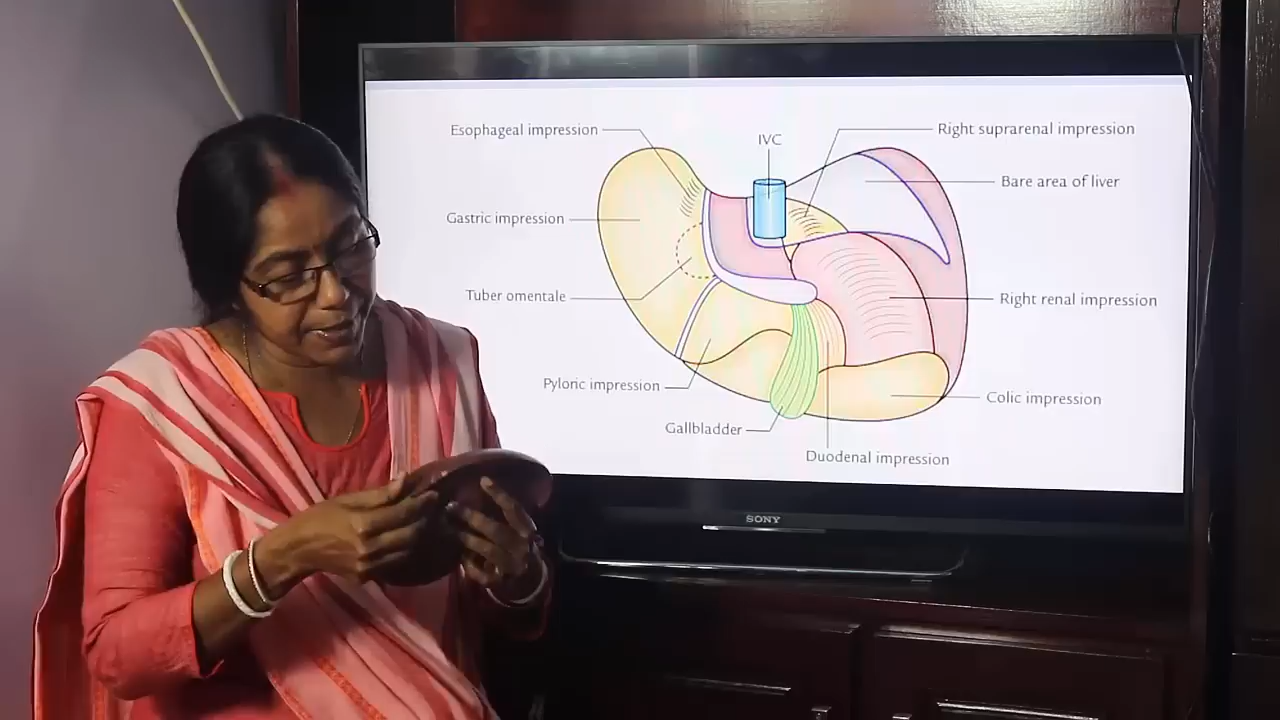 Esophageal impression
IVC
Right suprarenal impression
Bare area of liver
Gastric impression
Tuber omentale
Right renal impression
Pyloric impression
Colic impression
Gallbladder
Duodenal impression
SONY